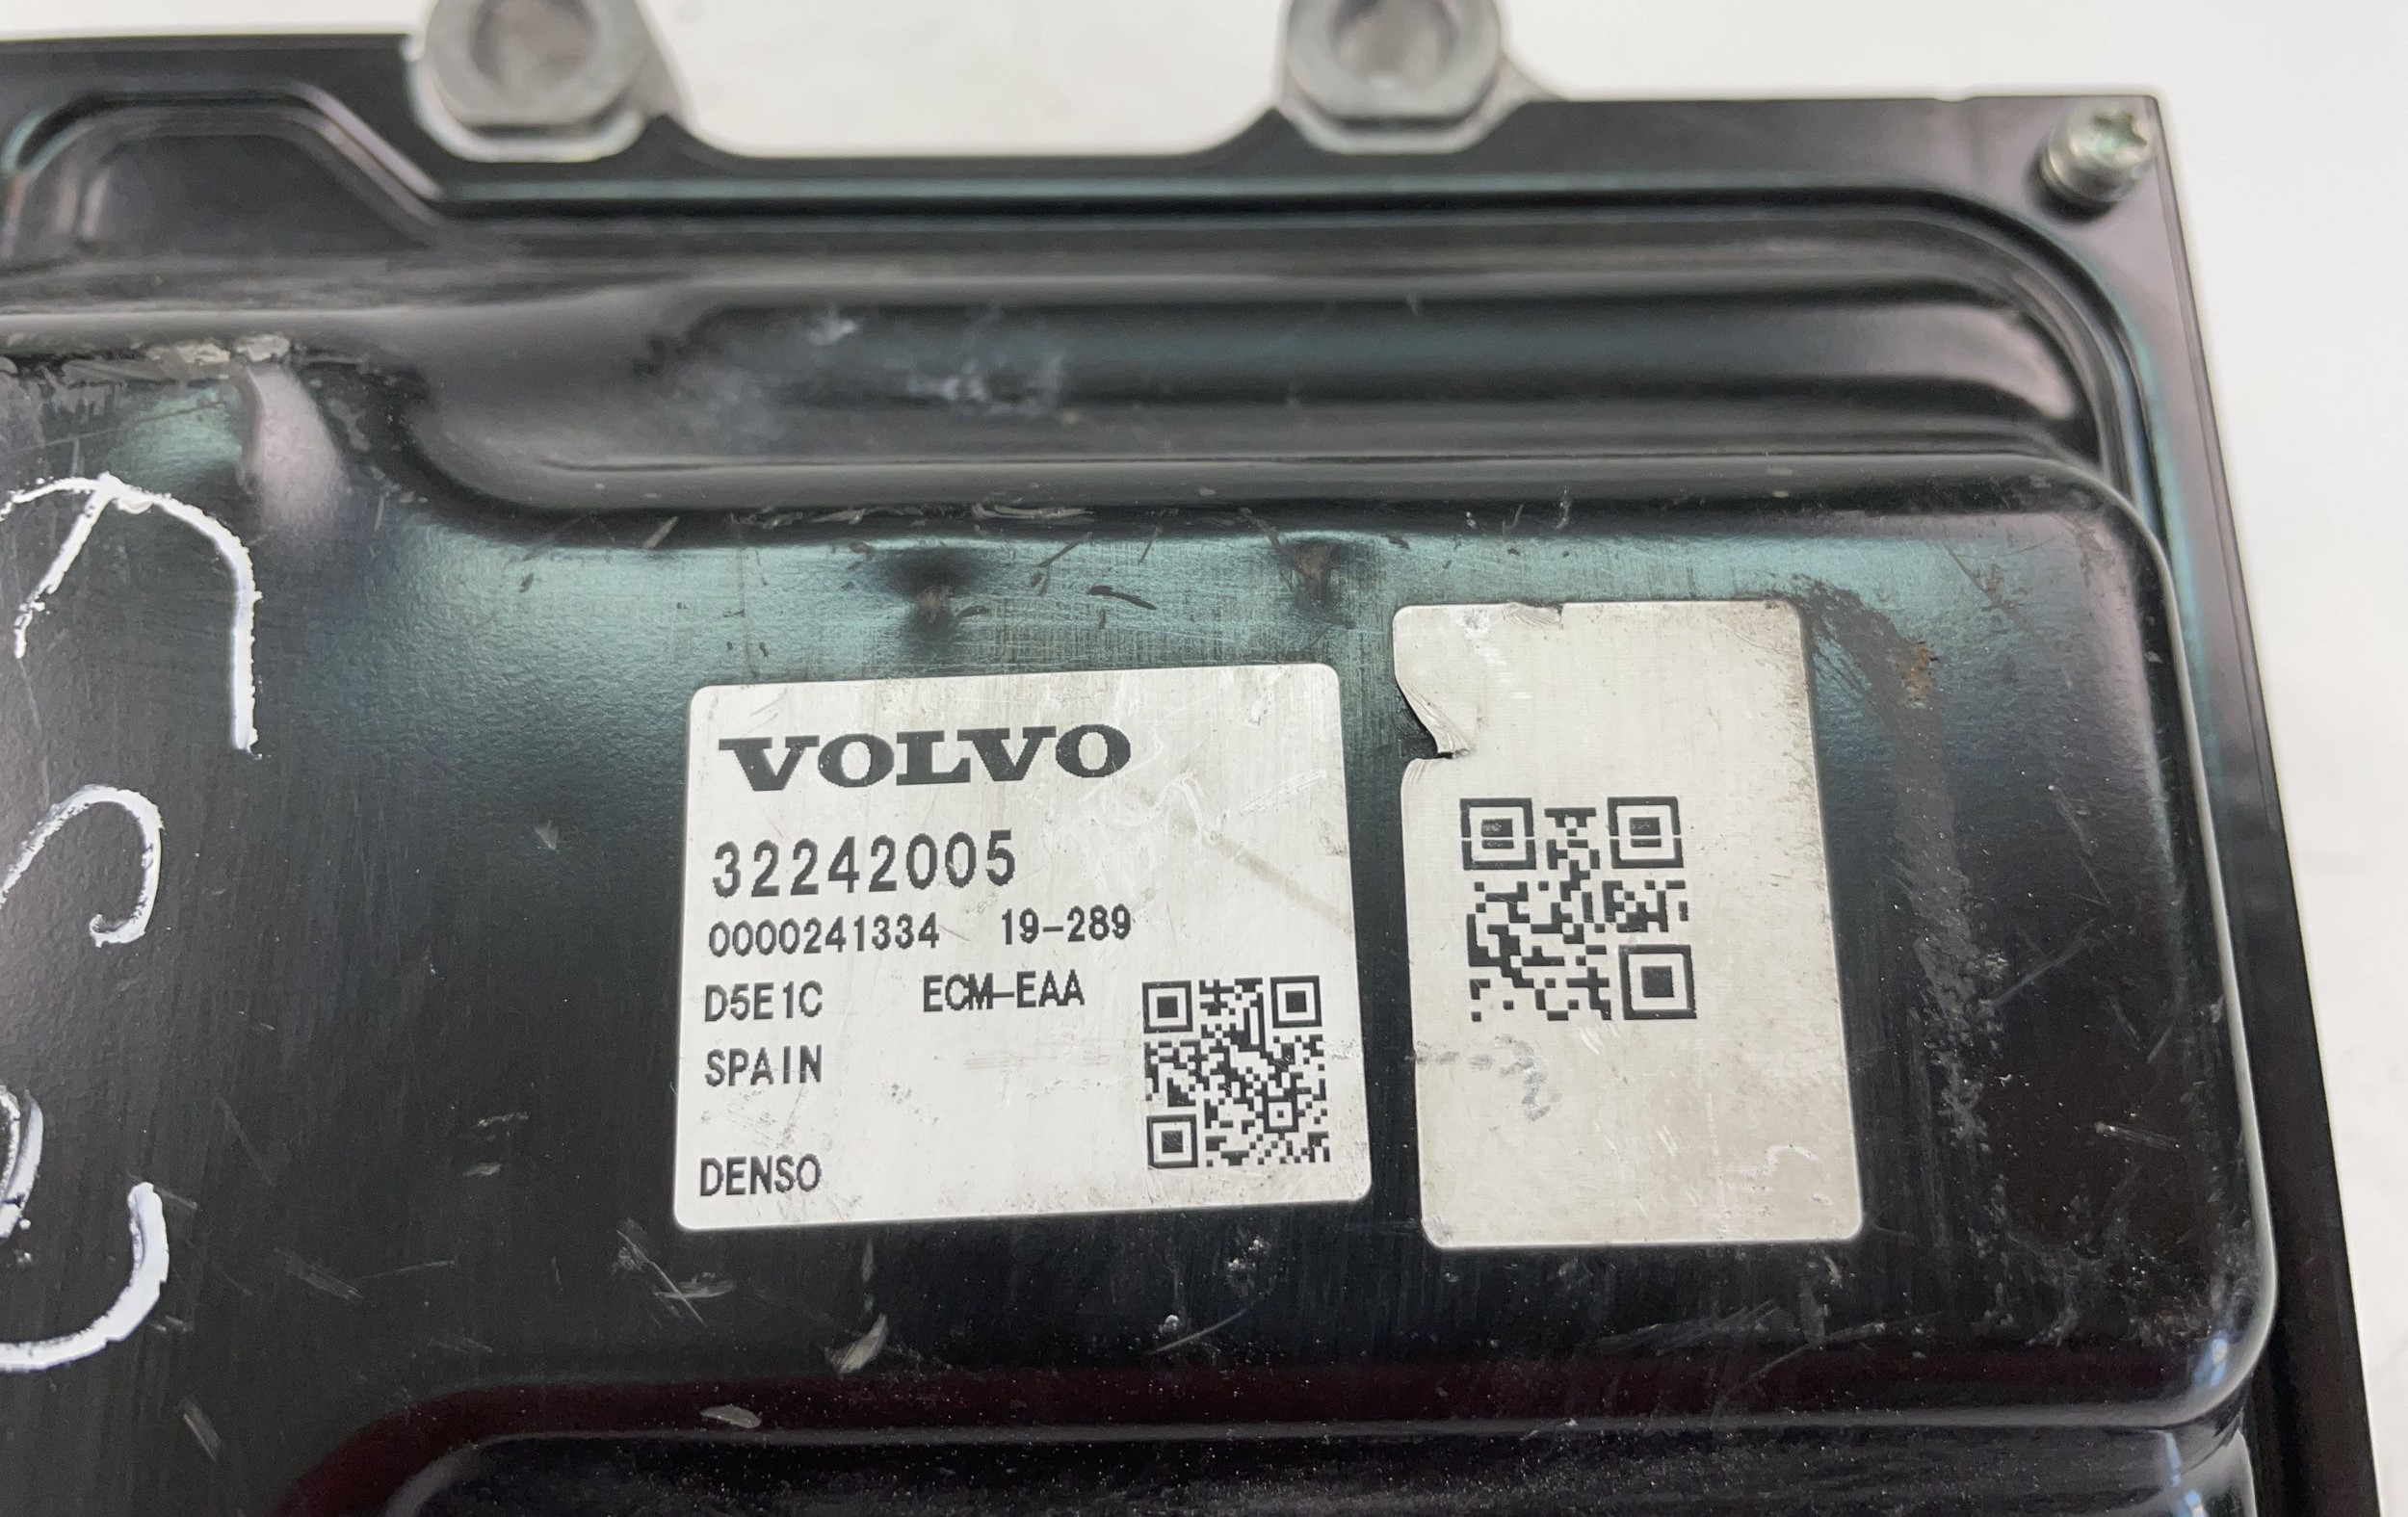 VOLVO
32242005
0000241334 19-289
D5E1C ECM-EAA
SPAIN
DENSO